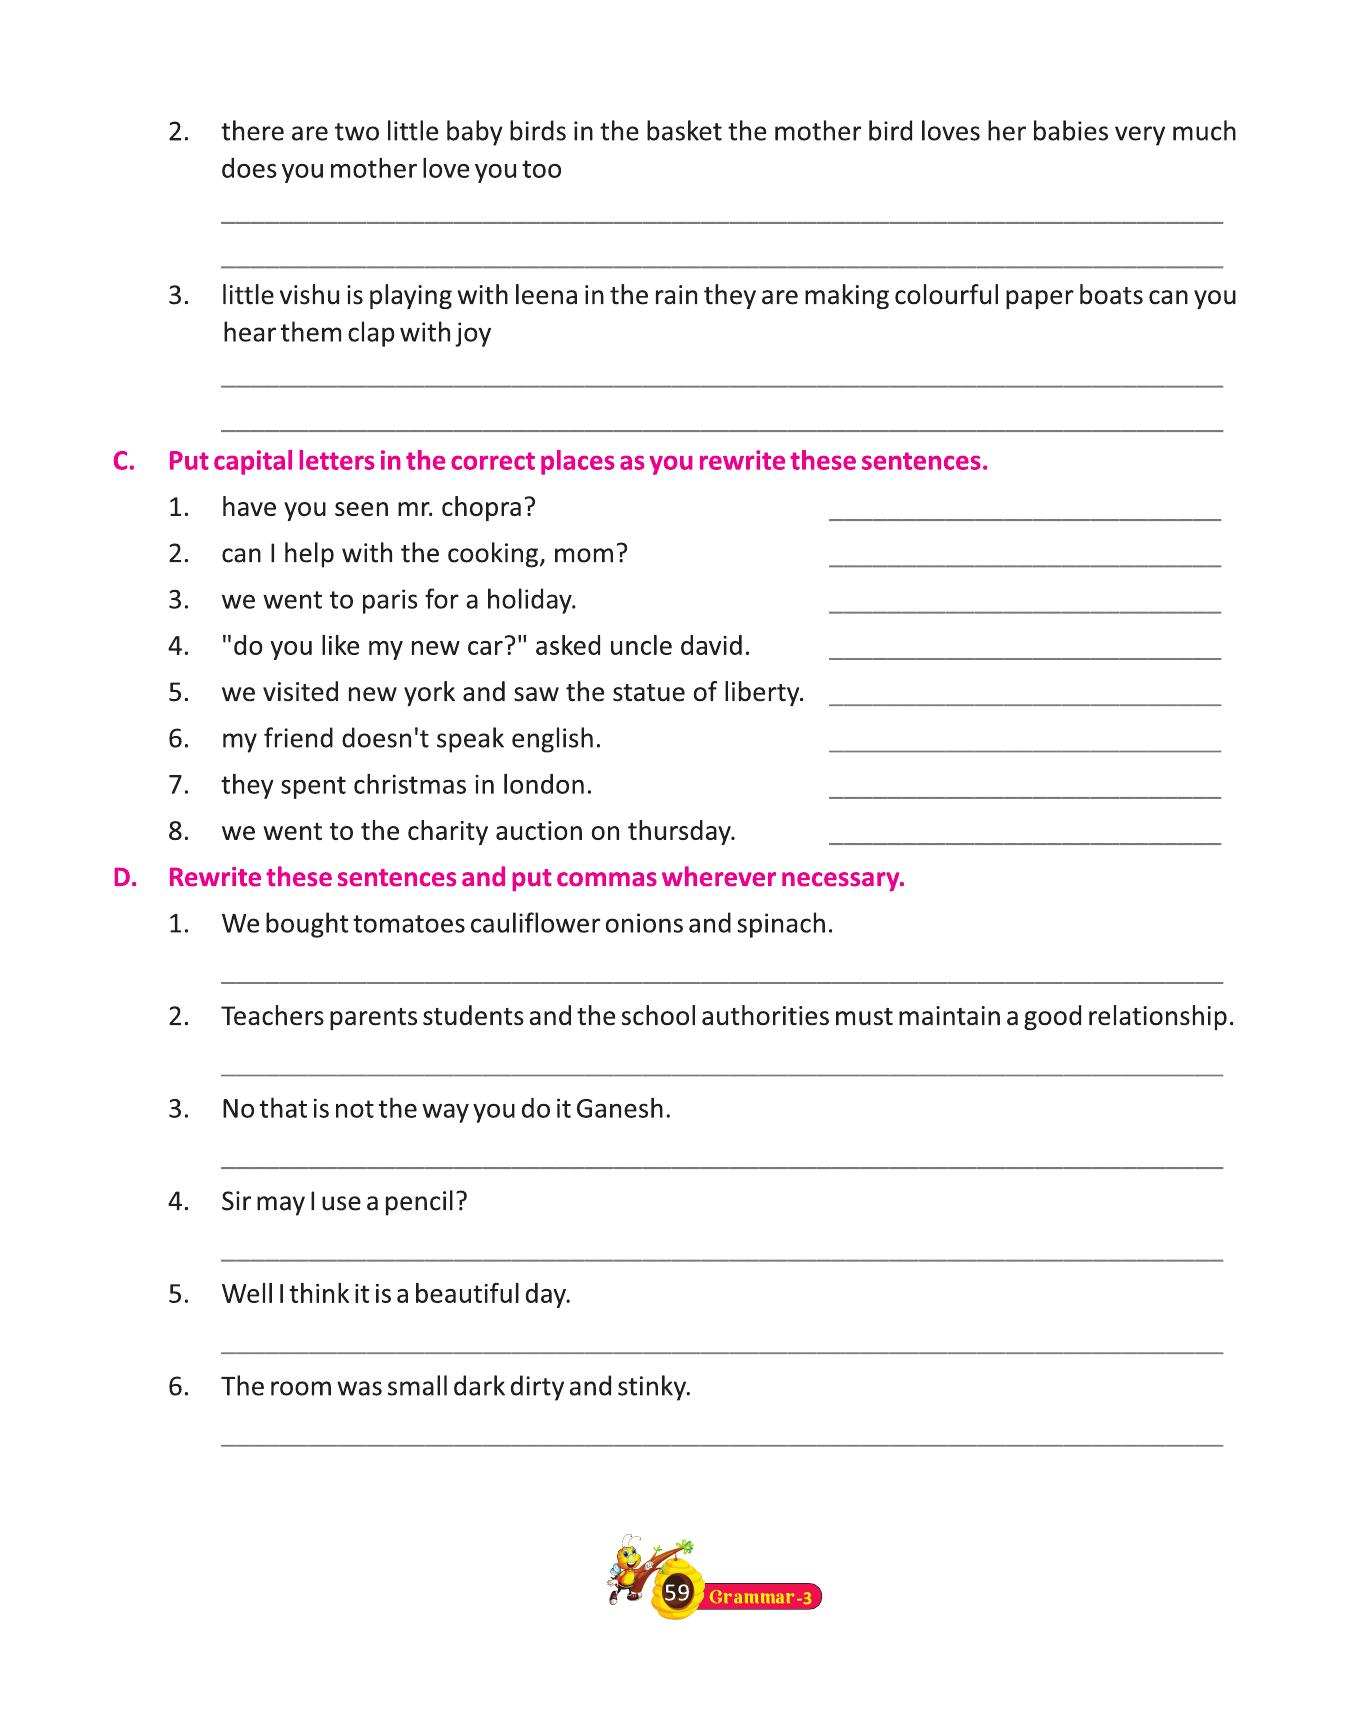 2. there are two little baby birds in the basket the mother bird loves her babies very much
does you mother love you too
3. little vishu is playing with leena in the rain they are making colourful paper boats can you
hear them clap with joy
C. Put capital letters in the correct places as you rewrite these sentences.
1. have you seen mr. chopra?
2. can I help with the cooking, mom?
3. we went to paris for a holiday.
4. "do you like my new car?" asked uncle david.
5. we visited new york and saw the statue of liberty.
6. my friend doesn't speak english.
7. they spent christmas in london.
8. we went to the charity auction on thursday.
D. Rewrite these sentences and put commas wherever necessary.
1. We bought tomatoes cauliflower onions and spinach.
2. Teachers parents students and the school authorities must maintain a good relationship.
3. No that is not the way you do it Ganesh.
4. Sir may I use a pencil?
5. Well I think it is a beautiful day.
6. The room was small dark dirty and stinky.
59 Grammar-3